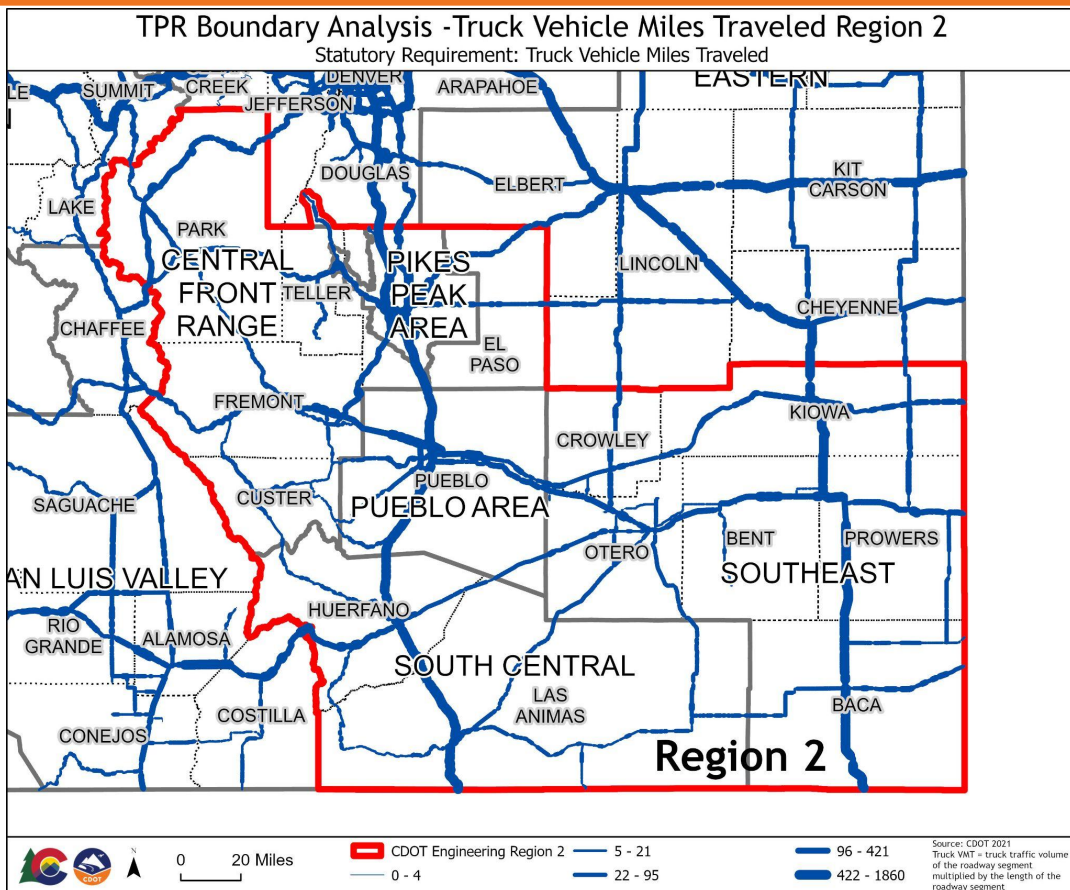 TPR Boundary Analysis -Truck Vehicle Miles Traveled Region 2
Statutory Requirement: Truck Vehicle Miles Traveled
DENVER
EASTERN
CREEK
ARAPAHOE
SUMMIT
LE
JEFFERSON
DOUGLAS
KIT
CARSON
ELBERT
LAKE
PARK
CENTRAL
FRONT
RANGE
PIKES
PEAK
AREA
LINCOLN
TELLER
CHEYENNE
CHAFFEE
EL
PASO
FREMONT
KIOWA
CROWLEY
PUEBLO
CUSTER
SAGUACHE
PUEBLO AREA
BENT
PROWERS
OTERO
SOUTHEAST
AN LUIS VALLEY
HUERFANO
RIO
GRANDE
ALAMOSA
SOUTH CENTRAL
LAS
ANIMAS
BACA
COSTILLA
CONEJOS
Region 2
N
0 20 Miles
CDOT Engineering Region 2
0 - 4
5 - 21
22 - 95
96 - 421
422 - 1860
Source: CDOT 2021
Truck VMT = truck traffic volume
of the roadway segment
multiplied by the length of the
roadway segment
CDOT